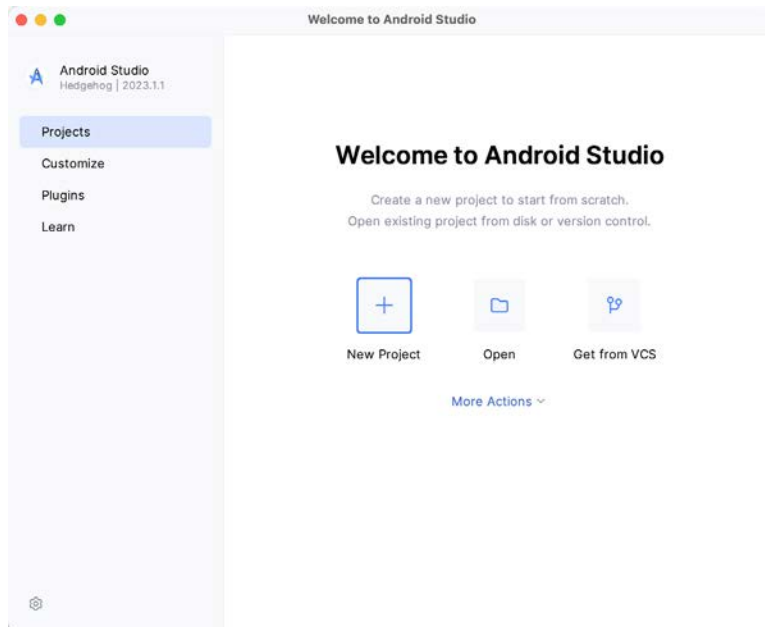 Welcome to Android Studio
Android Studio
Hedgehog | 2023.1.1
Projects
Customize
Plugins
Learn
Welcome to Android Studio
Create a new project to start from scratch.
Open existing project from disk or version control.
New Project
Open
Get from VCS
More Actions